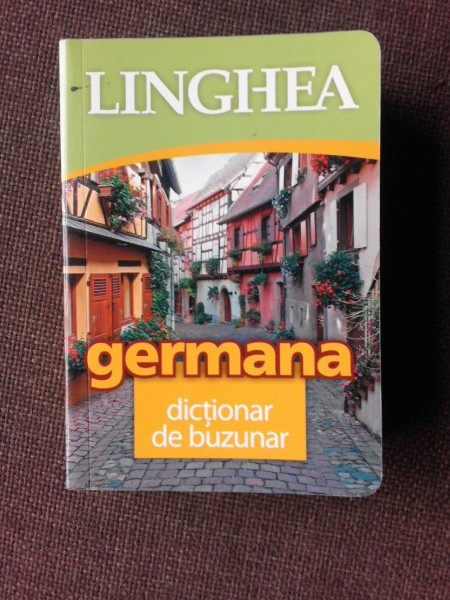 LINGHEA
germana
dicționar
de buzunar